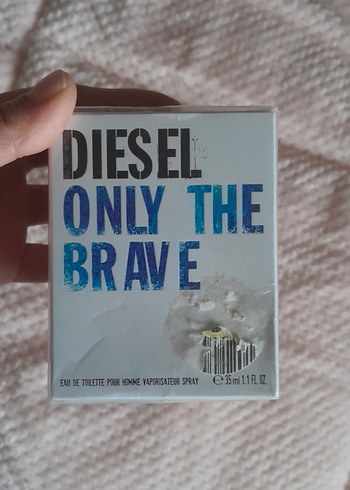 DIESEL
ONLY THE
BRAVE
EAU DE TOILETTE POUR HOMME VAPORISATEUR SPRAY ℮ 35 ml 1.1 FL.OZ.